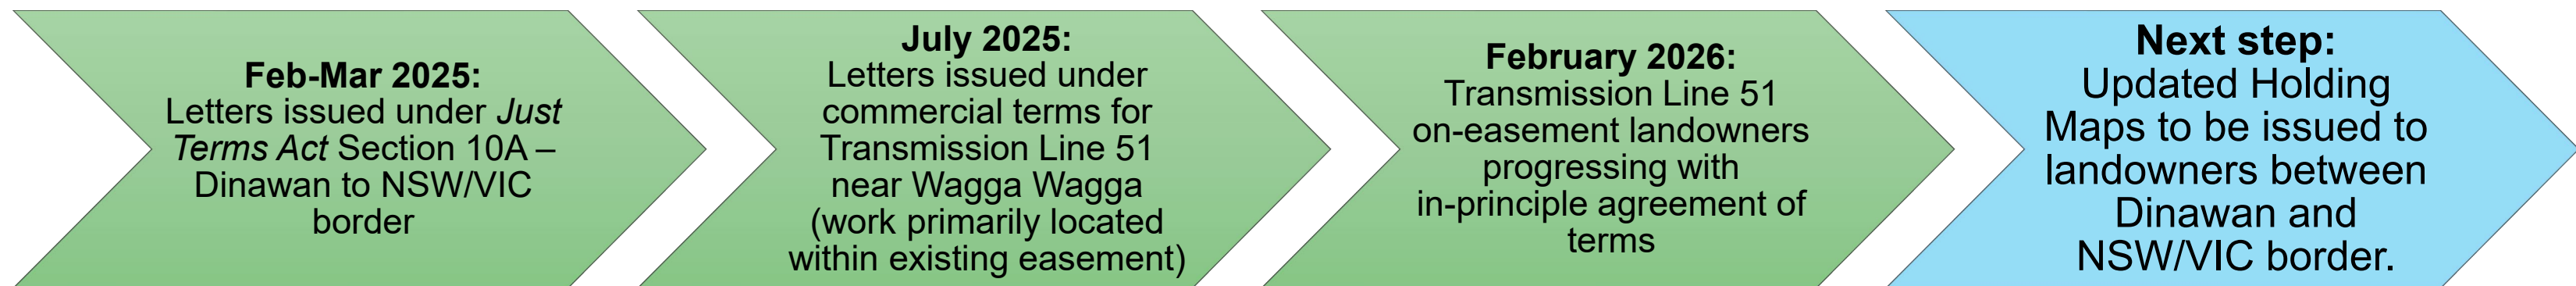 Feb-Mar 2025:
Letters issued under Just
Terms Act Section 10A –
Dinawan to NSW/VIC
border
July 2025:
Letters issued under
commercial terms for
Transmission Line 51
near Wagga Wagga
(work primarily located
within existing easement)
February 2026:
Transmission Line 51
on-easement landowners
progressing with
in-principle agreement of
terms
Next step:
Updated Holding
Maps to be issued to
landowners between
Dinawan and
NSW/VIC border.